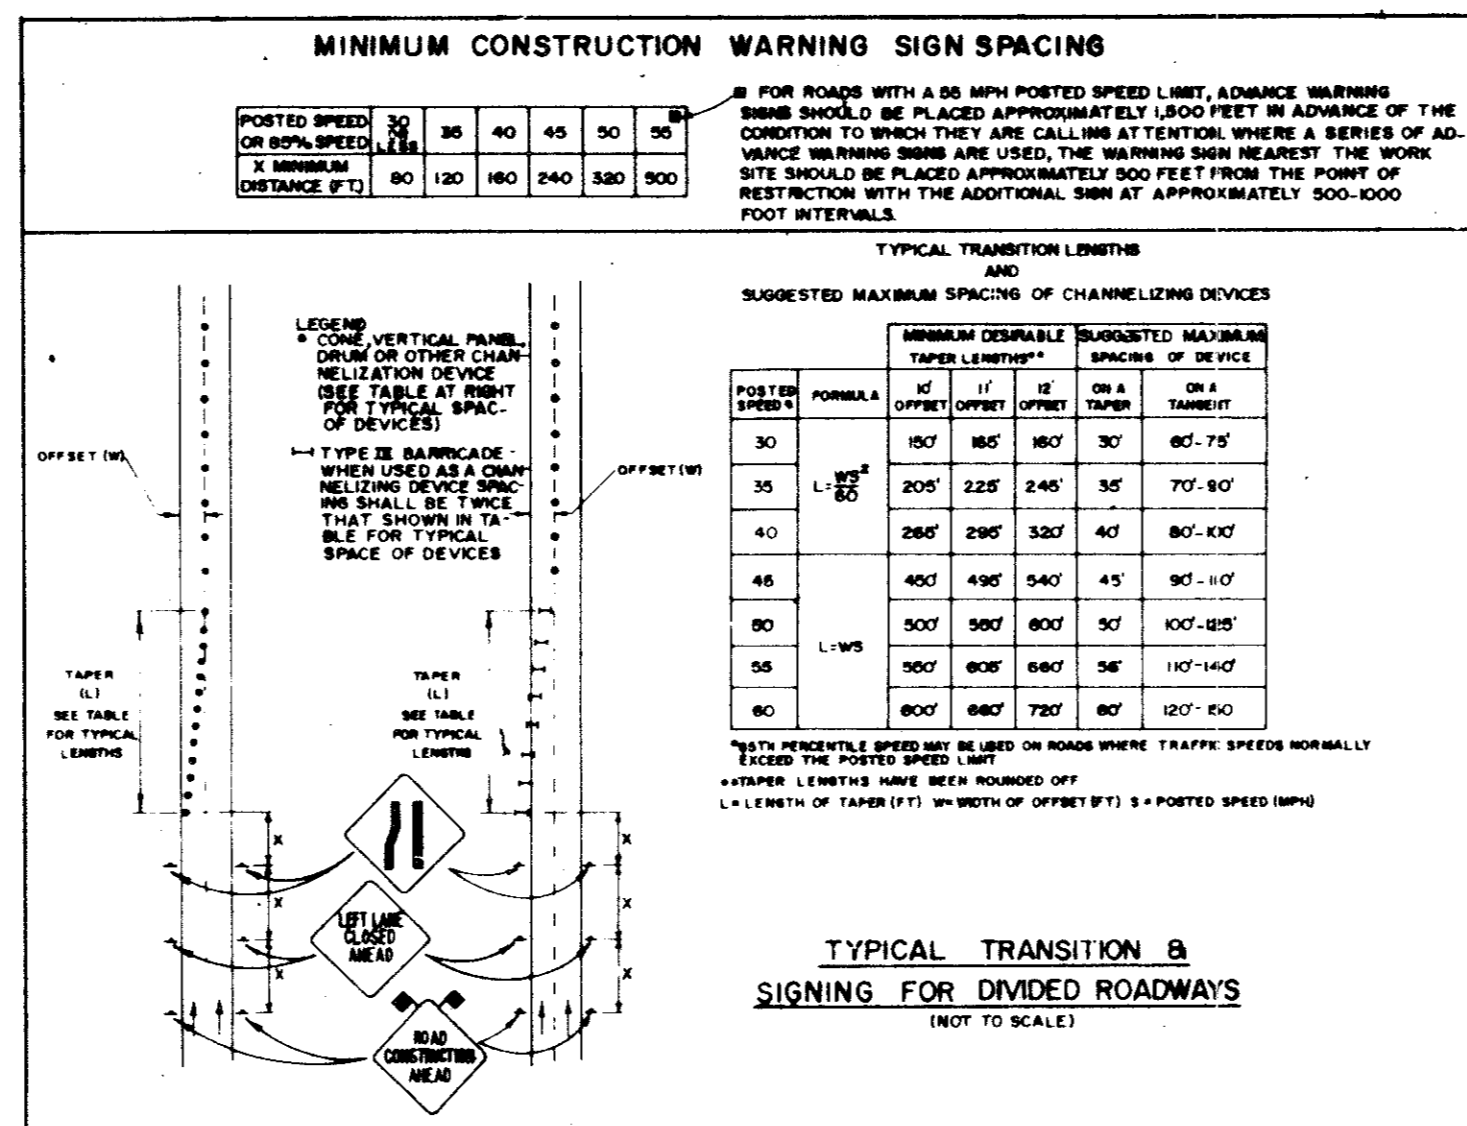 MINIMUM CONSTRUCTION WARNING SIGN SPACING
POSTED SPEED OR 85% SPEED 30 OR LESS 35 40 45 50 55
X MINIMUM DISTANCE (FT.) 80 120 160 240 320 500
FOR ROADS WITH A 55 MPH POSTED SPEED LIMIT, ADVANCE WARNING
SIGNS SHOULD BE PLACED APPROXIMATELY 1,500 FEET IN ADVANCE OF THE
CONDITION TO WHICH THEY ARE CALLING ATTENTION. WHERE A SERIES OF AD-
VANCE WARNING SIGNS ARE USED, THE WARNING SIGN NEAREST THE WORK
SITE SHOULD BE PLACED APPROXIMATELY 500 FEET FROM THE POINT OF
RESTRICTION WITH THE ADDITIONAL SIGN AT APPROXIMATELY 500-1000
FOOT INTERVALS.
LEGEND
CONE, VERTICAL PANEL,
DRUM OR OTHER CHAN-
NELIZATION DEVICE
(SEE TABLE AT RIGHT
FOR TYPICAL SPAC-
OF DEVICES)
TYPE III BARRICADE -
WHEN USED AS A CHAN-
NELIZING DEVICE SPAC-
ING SHALL BE TWICE
THAT SHOWN IN TA-
BLE FOR TYPICAL
SPACE OF DEVICES
OFFSET (W)
OFFSET (W)
TAPER
(L)
SEE TABLE
FOR TYPICAL
LENGTHS
TAPER
(L)
SEE TABLE
FOR TYPICAL
LENGTHS
X
X
X
X
X
X
LEFT LANE
CLOSED
AHEAD
ROAD
CONSTRUCTION
AHEAD
TYPICAL TRANSITION LENGTHS
AND
SUGGESTED MAXIMUM SPACING OF CHANNELIZING DEVICES
MINIMUM DESIRABLE SUGGESTED MAXIMUM
TAPER LENGTHS** SPACING OF DEVICE
POSTED SPEED * FORMULA 10' OFFSET 11' OFFSET 12' OFFSET ON A TAPER ON A TANGENT
30 150' 165' 30' 60'-75'
35 L=WS²/60 205' 225' 245' 35' 70'-90'
40 265' 295' 320' 40' 80'-100'
45 450' 495' 540' 45' 90'-110'
50 500' 550' 600' 50' 100'-125'
L=WS
55 550' 605' 660' 55' 110'-140'
60 600' 660' 720' 60' 120'-
*85TH PERCENTILE SPEED MAY BE USED ON ROADS WHERE TRAFFIC SPEEDS NORMALLY
EXCEED THE POSTED SPEED LIMIT
**TAPER LENGTHS HAVE BEEN ROUNDED OFF
L = LENGTH OF TAPER (FT) W= WIDTH OF OFFSET (FT) S = POSTED SPEED (MPH)
TYPICAL TRANSITION &
SIGNING FOR DIVIDED ROADWAYS
(NOT TO SCALE)